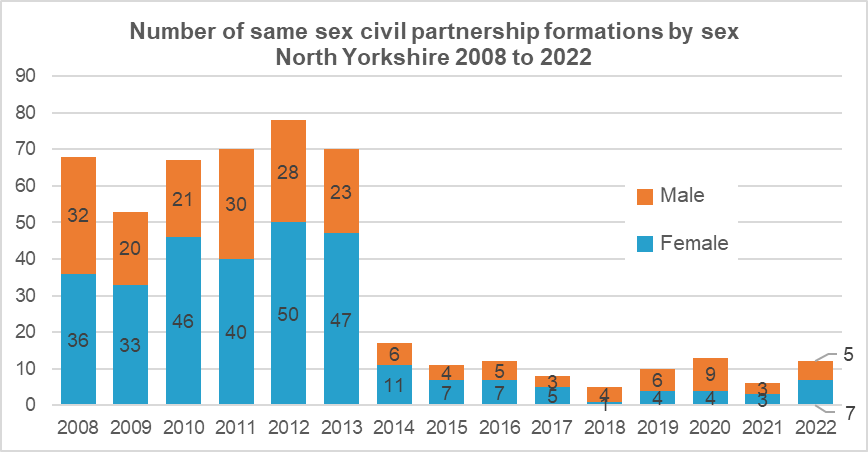 Number of same sex civil partnership formations by sex
North Yorkshire 2008 to 2022
90
80
70
60
50
40
30
20
10
0
32 20 21 30 28 23 6 4 5 3 4 6 9 3 5
36 33 46 40 50 47 11 7 7 5 1 4 4 3 7
Male
Female
2008 2009 2010 2011 2012 2013 2014 2015 2016 2017 2018 2019 2020 2021 2022